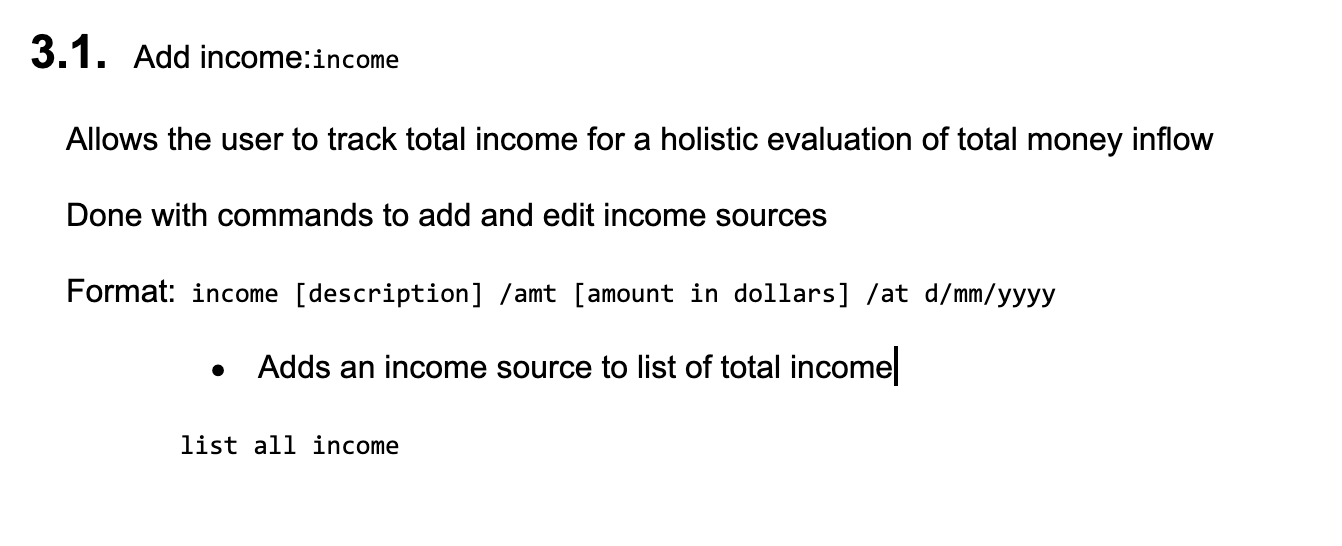 3.1. Add income:income
Allows the user to track total income for a holistic evaluation of total money inflow
Done with commands to add and edit income sources
Format: income [description] /amt [amount in dollars] /at d/mm/yyyy
• Adds an income source to list of total income
list all income